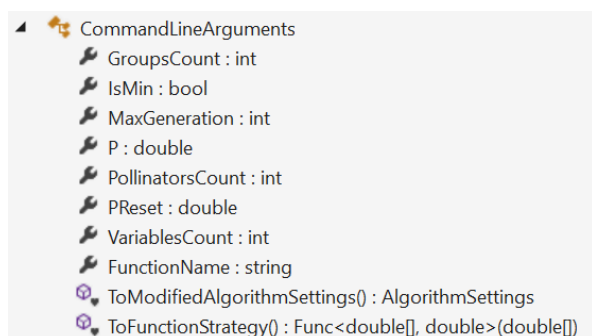 CommandLineArguments
GroupsCount : int
IsMin : bool
MaxGeneration : int
P : double
PollinatorsCount : int
PReset : double
VariablesCount : int
FunctionName : string
ToModifiedAlgorithmSettings() : AlgorithmSettings
ToFunctionStrategy() : Func<double[], double>(double[])